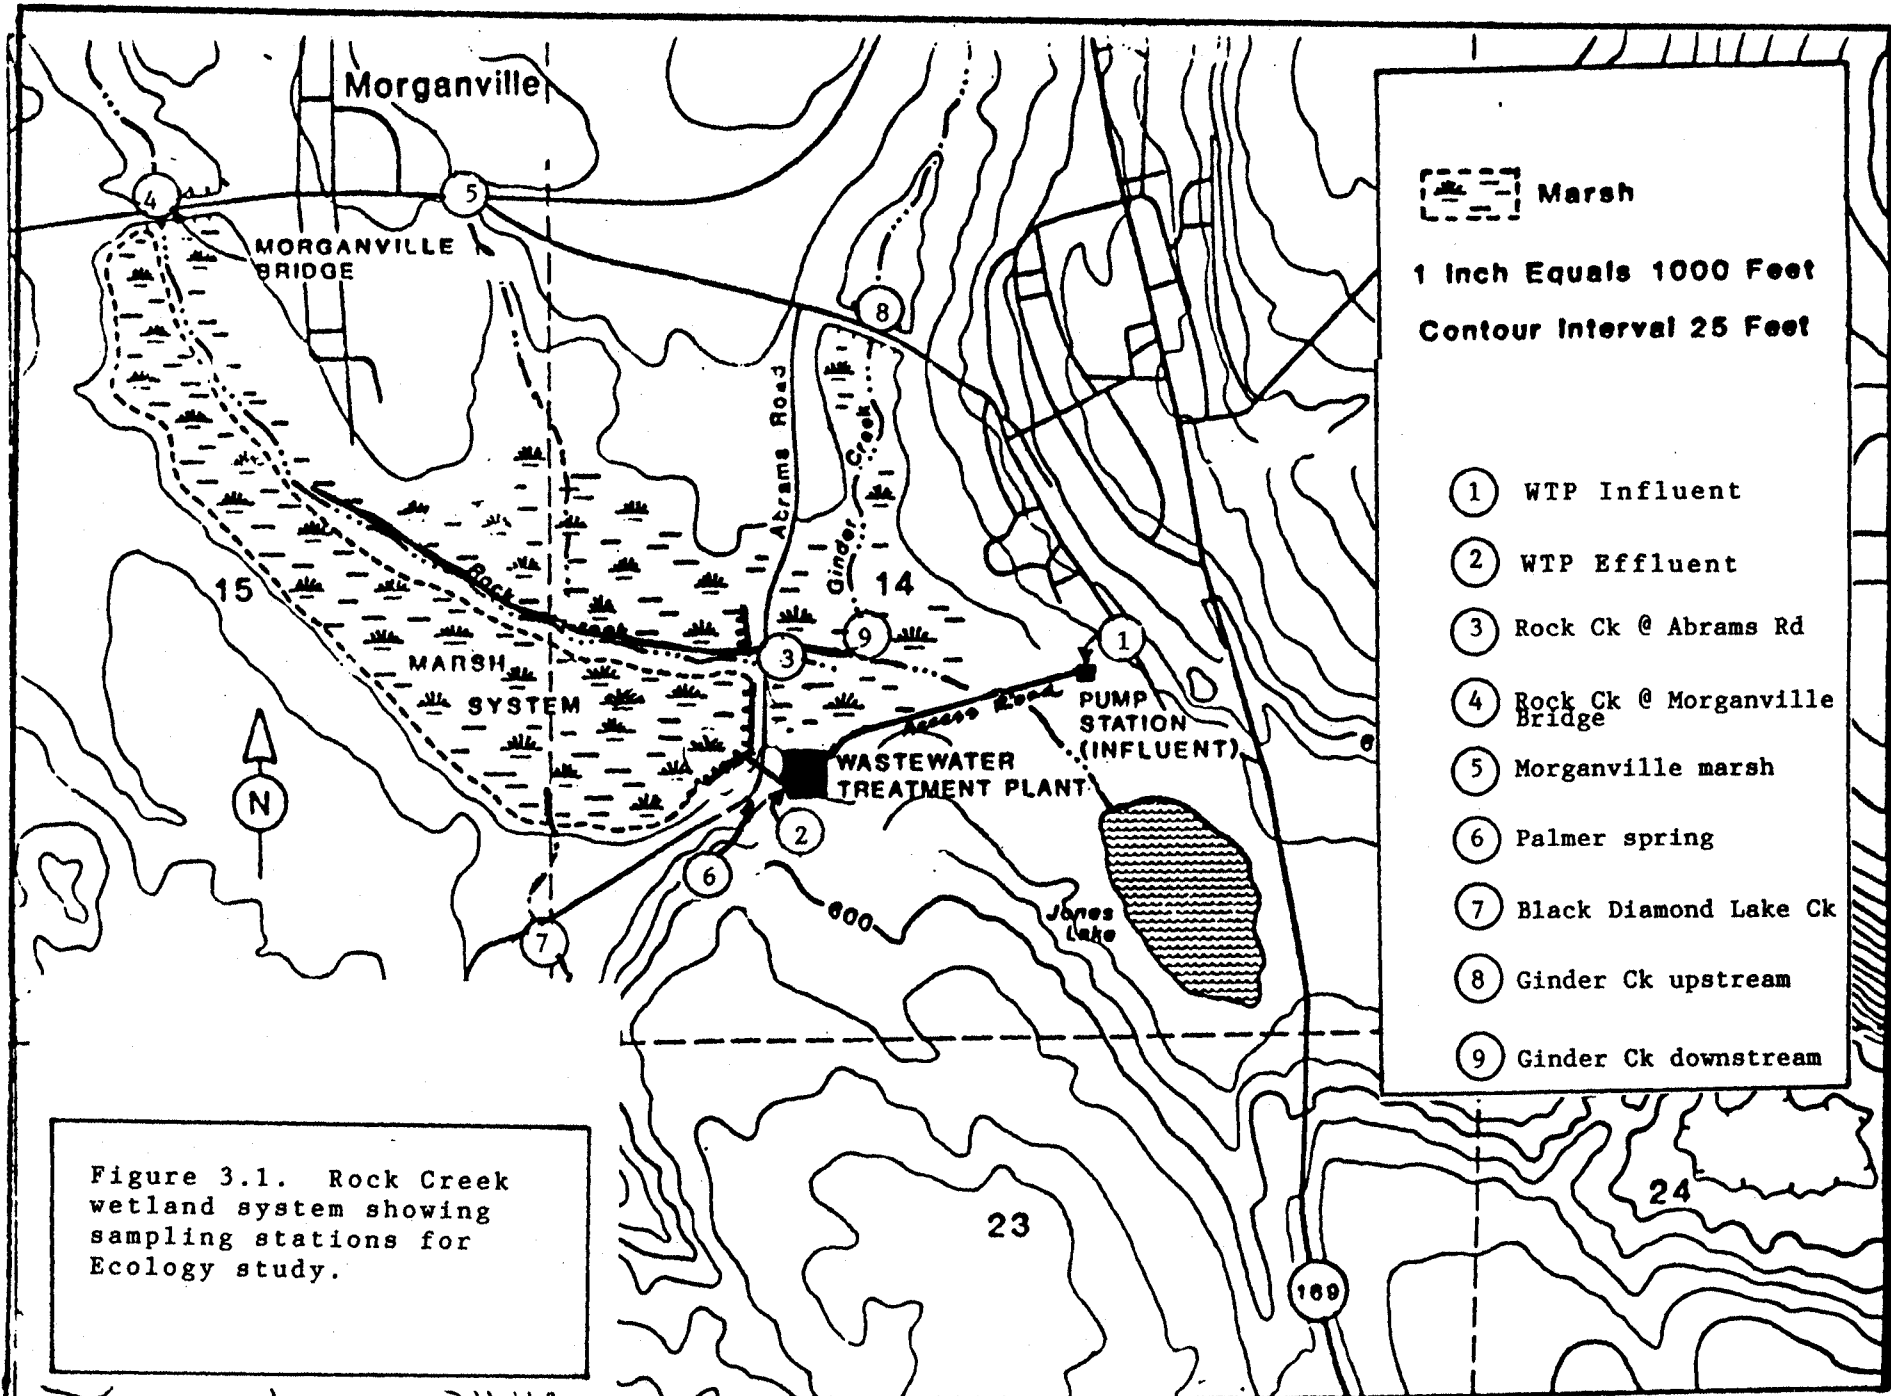 Morganville
4
5
MORGANVILLE
BRIDGE
8
Abrams Road
Ginder Creek
15
14
Rock
9
3
1
MARSH
SYSTEM
Access Road
PUMP
STATION
(INFLUENT)
N
WASTEWATER
TREATMENT PLANT
2
6
7
600
Jones
Lake
23
24
169
Marsh
1 Inch Equals 1000 Feet
Contour Interval 25 Feet
1 WTP Influent
2 WTP Effluent
3 Rock Ck @ Abrams Rd
4 Rock Ck @ Morganville
Bridge
5 Morganville marsh
6 Palmer spring
7 Black Diamond Lake Ck
8 Ginder Ck upstream
9 Ginder Ck downstream
Figure 3.1. Rock Creek
wetland system showing
sampling stations for
Ecology study.